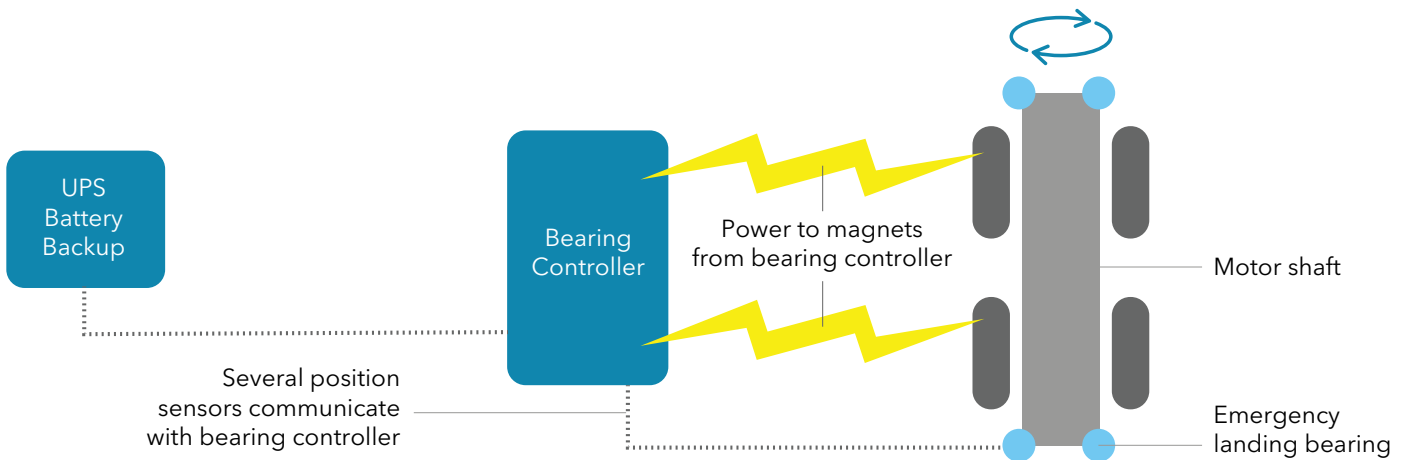 UPS
Battery
Backup
Bearing
Controller
Power to magnets
from bearing controller
Motor shaft
Several position
sensors communicate
with bearing controller
Emergency
landing bearing